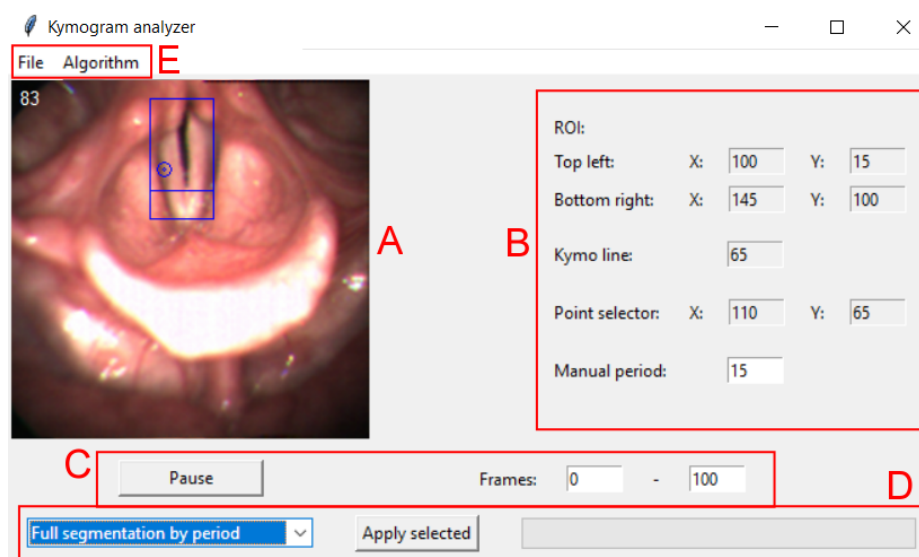 Kymogram analyzer
File Algorithm E
83
ROI:
Top left: X: 100 Y: 15
Bottom right: X: 145 Y: 100
A
B
Kymo line: 65
Point selector: X: 110 Y: 65
Manual period: 15
C
Pause Frames: 0 - 100
D
Full segmentation by period Apply selected